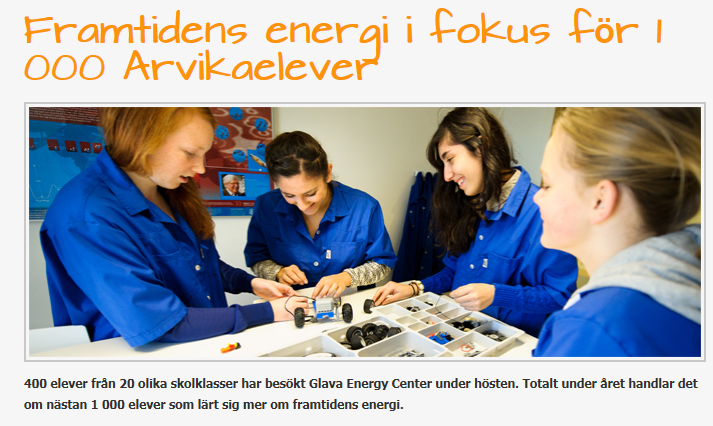 Framtidens energi i fokus för 1
000 Arvikaelever
400 elever från 20 olika skolklasser har besökt Glava Energy Center under hösten. Totalt under året handlar det
om nästan 1 000 elever som lärt sig mer om framtidens energi.